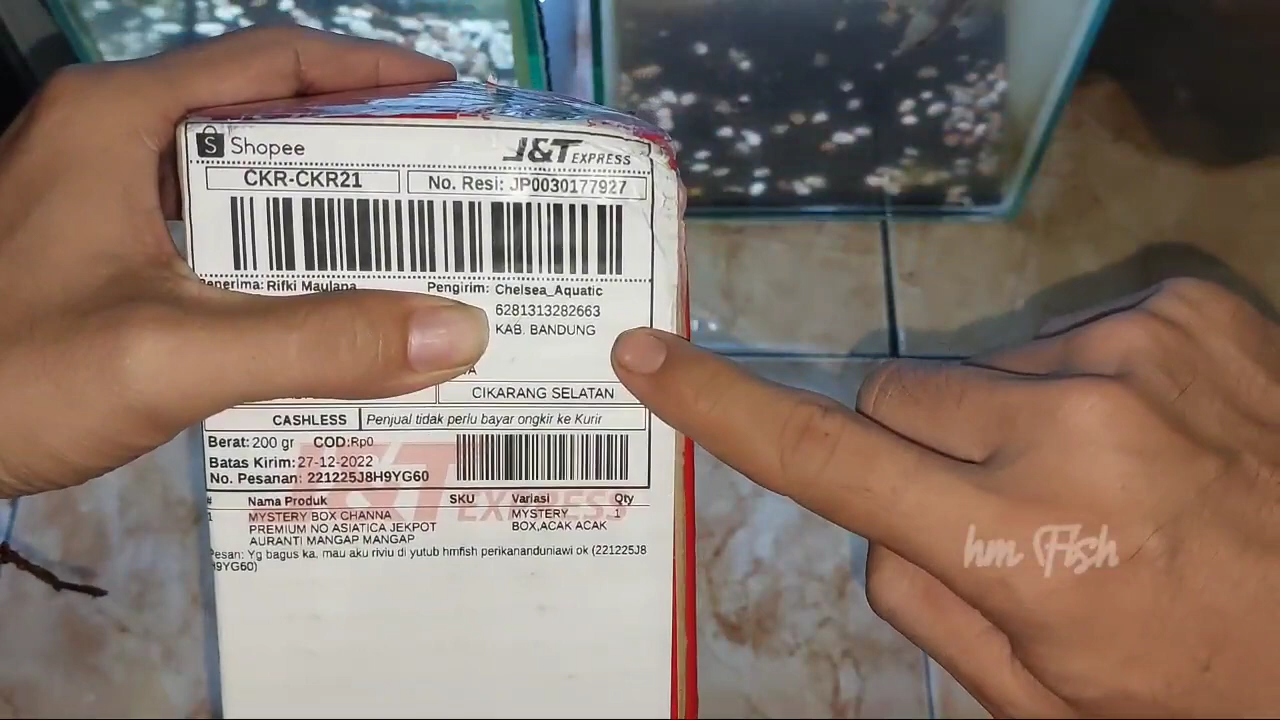 Shopee
J&T EXPRESS
CKR-CKR21
No. Resi: JP0030177927
Penerima: Rifki Maulana
Pengirim: Chelsea_Aquatic
6281313282663
KAB. BANDUNG
CIKARANG SELATAN
CASHLESS Penjual tidak perlu bayar ongkir ke Kurir
Berat: 200 gr COD:Rp0
Batas Kirim: 27-12-2022
No. Pesanan: 221225J8H9YG60
J&T EXPRESS
# Nama Produk SKU Variasi Qty
1 MYSTERY BOX CHANNA MYSTERY 1
PREMIUM NO ASIATICA JEKPOT BOX,ACAK ACAK
AURANTI MANGAP MANGAP
Pesan: Yg bagus ka, mau aku riviu di yutub hmfish perikananduniawi ok (221225J8
H9YG60)
hm Fish